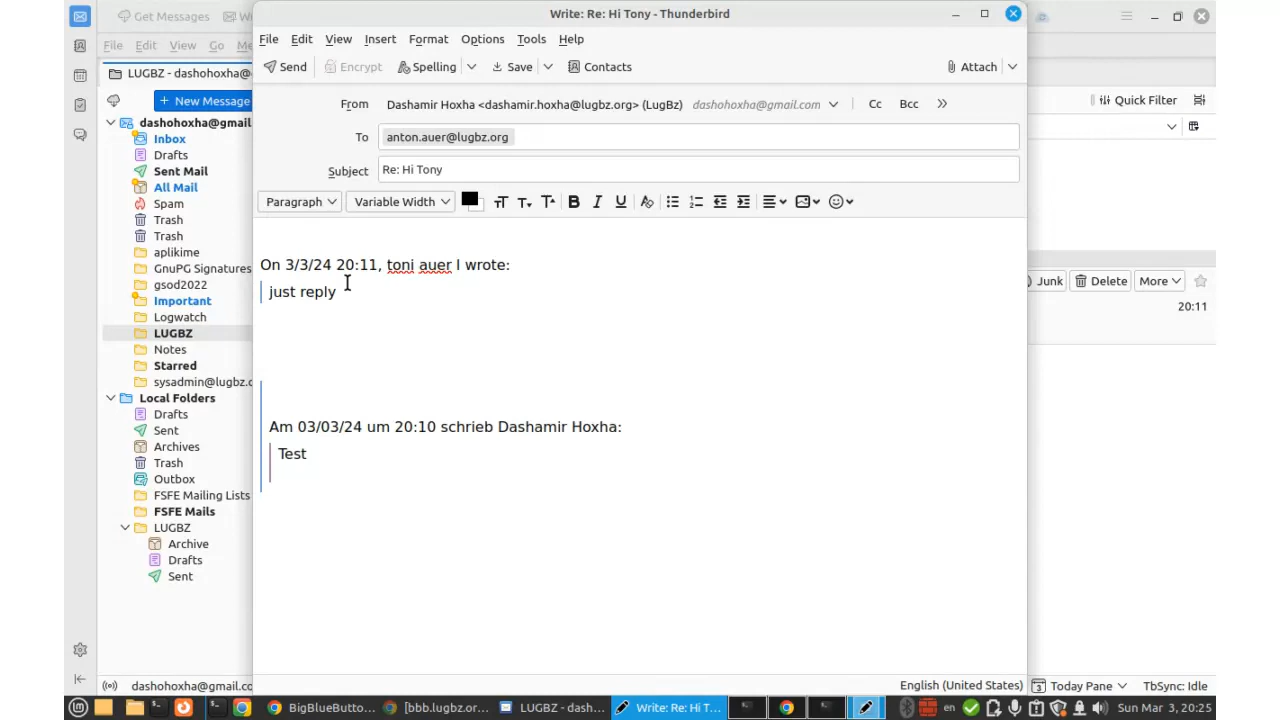 Write: Re: Hi Tony - Thunderbird
Get Messages
File Edit View Go
File Edit View Insert Format Options Tools Help
Send Encrypt Spelling Save Contacts Attach
LUGBZ - dashohoxha@
New Message
Quick Filter
From Dashamir Hoxha <dashamir.hoxha@lugbz.org> (LugBz) dashohoxha@gmail.com Cc Bcc
To anton.auer@lugbz.org
Subject Re: Hi Tony
Paragraph Variable Width
dashohoxha@gmail
Inbox
Drafts
Sent Mail
All Mail
Spam
Trash
Trash
aplikime
GnuPG Signatures
gsod2022
Important
Logwatch
LUGBZ
Notes
Starred
sysadmin@lugbz.o
Local Folders
Drafts
Sent
Archives
Trash
Outbox
FSFE Mailing Lists
FSFE Mails
LUGBZ
Archive
Drafts
Sent
On 3/3/24 20:11, toni auer I wrote:
just reply
Am 03/03/24 um 20:10 schrieb Dashamir Hoxha:
Test
Junk Delete More
20:11
English (United States)
dashohoxha@gmail.co
Today Pane TbSync: Idle
BigBlueButto... [bbb.lugbz.or... LUGBZ - dash... Write: Re: Hi T... en Sun Mar 3, 20:25